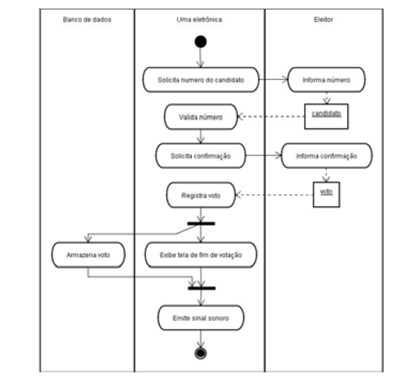 Banco de dados
Urna eletrônica
Eleitor
Solicita numero do candidato
Informa número
candidato
Valida número
Solicita confirmação
informa confirmação
voto
Registra voto
Armazena voto
Exibe tela de fim de votação
Emite sinal sonoro